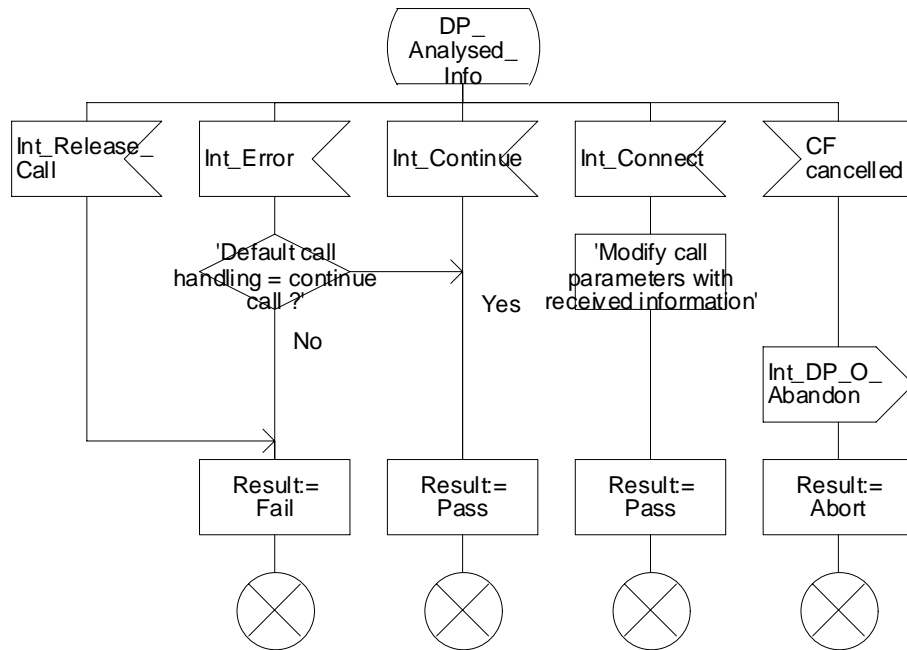 DP_
Analysed_
Info
Int_Release_
Call
Int_Error
Int_Continue
Int_Connect
CF
cancelled
'Default call
handling = continue
call ?'
'Modify call
parameters with
received information'
Yes
No
Int_DP_O_
Abandon
Result:=
Fail
Result:=
Pass
Result:=
Pass
Result:=
Abort